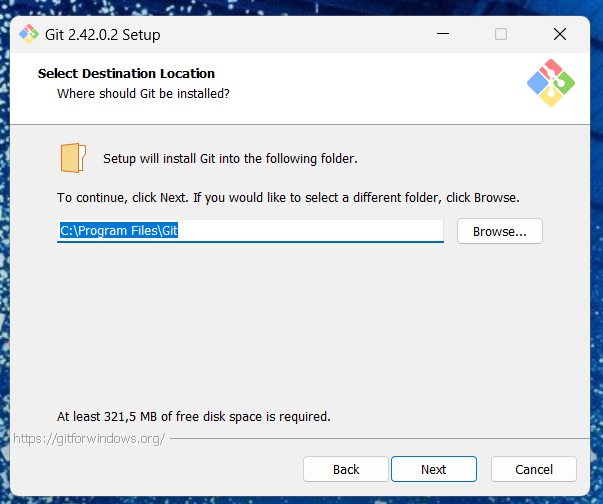 Git 2.42.0.2 Setup
Select Destination Location
Where should Git be installed?
Setup will install Git into the following folder.
To continue, click Next. If you would like to select a different folder, click Browse.
C:\Program Files\Git
Browse...
At least 321,5 MB of free disk space is required.
https://gitforwindows.org/
Back
Next
Cancel